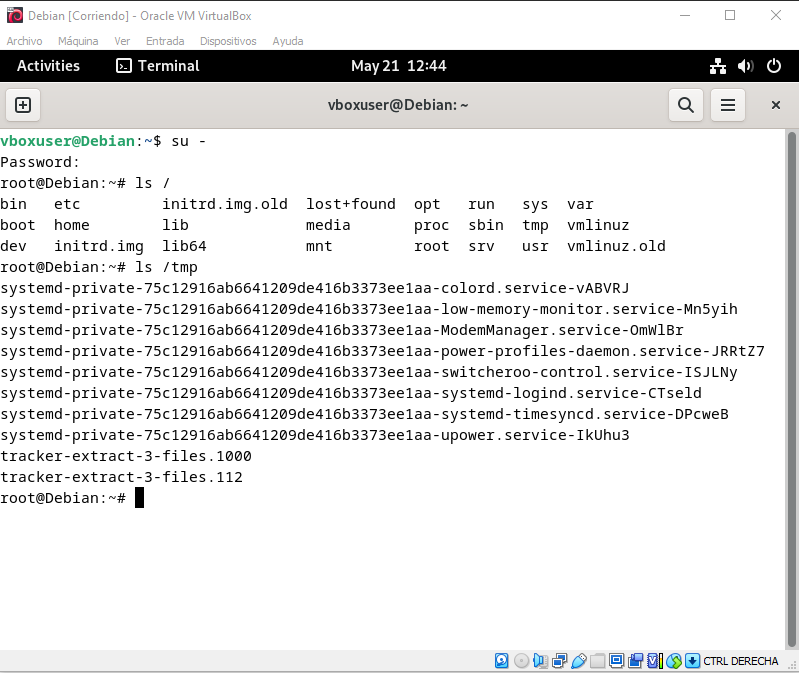 Debian [Corriendo] - Oracle VM VirtualBox
Archivo Máquina Ver Entrada Dispositivos Ayuda
Activities Terminal May 21 12:44
vboxuser@Debian: ~
vboxuser@Debian:~$ su -
Password:
root@Debian:~# ls /
bin etc initrd.img.old lost+found opt run sys var
boot home lib media proc sbin tmp vmlinuz
dev initrd.img lib64 mnt root srv usr vmlinuz.old
root@Debian:~# ls /tmp
systemd-private-75c12916ab6641209de416b3373ee1aa-colord.service-vABVRJ
systemd-private-75c12916ab6641209de416b3373ee1aa-low-memory-monitor.service-Mn5yih
systemd-private-75c12916ab6641209de416b3373ee1aa-ModemManager.service-OmWlBr
systemd-private-75c12916ab6641209de416b3373ee1aa-power-profiles-daemon.service-JRRtZ7
systemd-private-75c12916ab6641209de416b3373ee1aa-switcheroo-control.service-ISJLNy
systemd-private-75c12916ab6641209de416b3373ee1aa-systemd-logind.service-CTseld
systemd-private-75c12916ab6641209de416b3373ee1aa-systemd-timesyncd.service-DPcweB
systemd-private-75c12916ab6641209de416b3373ee1aa-upower.service-IkUhu3
tracker-extract-3-files.1000
tracker-extract-3-files.112
root@Debian:~#
CTRL DERECHA